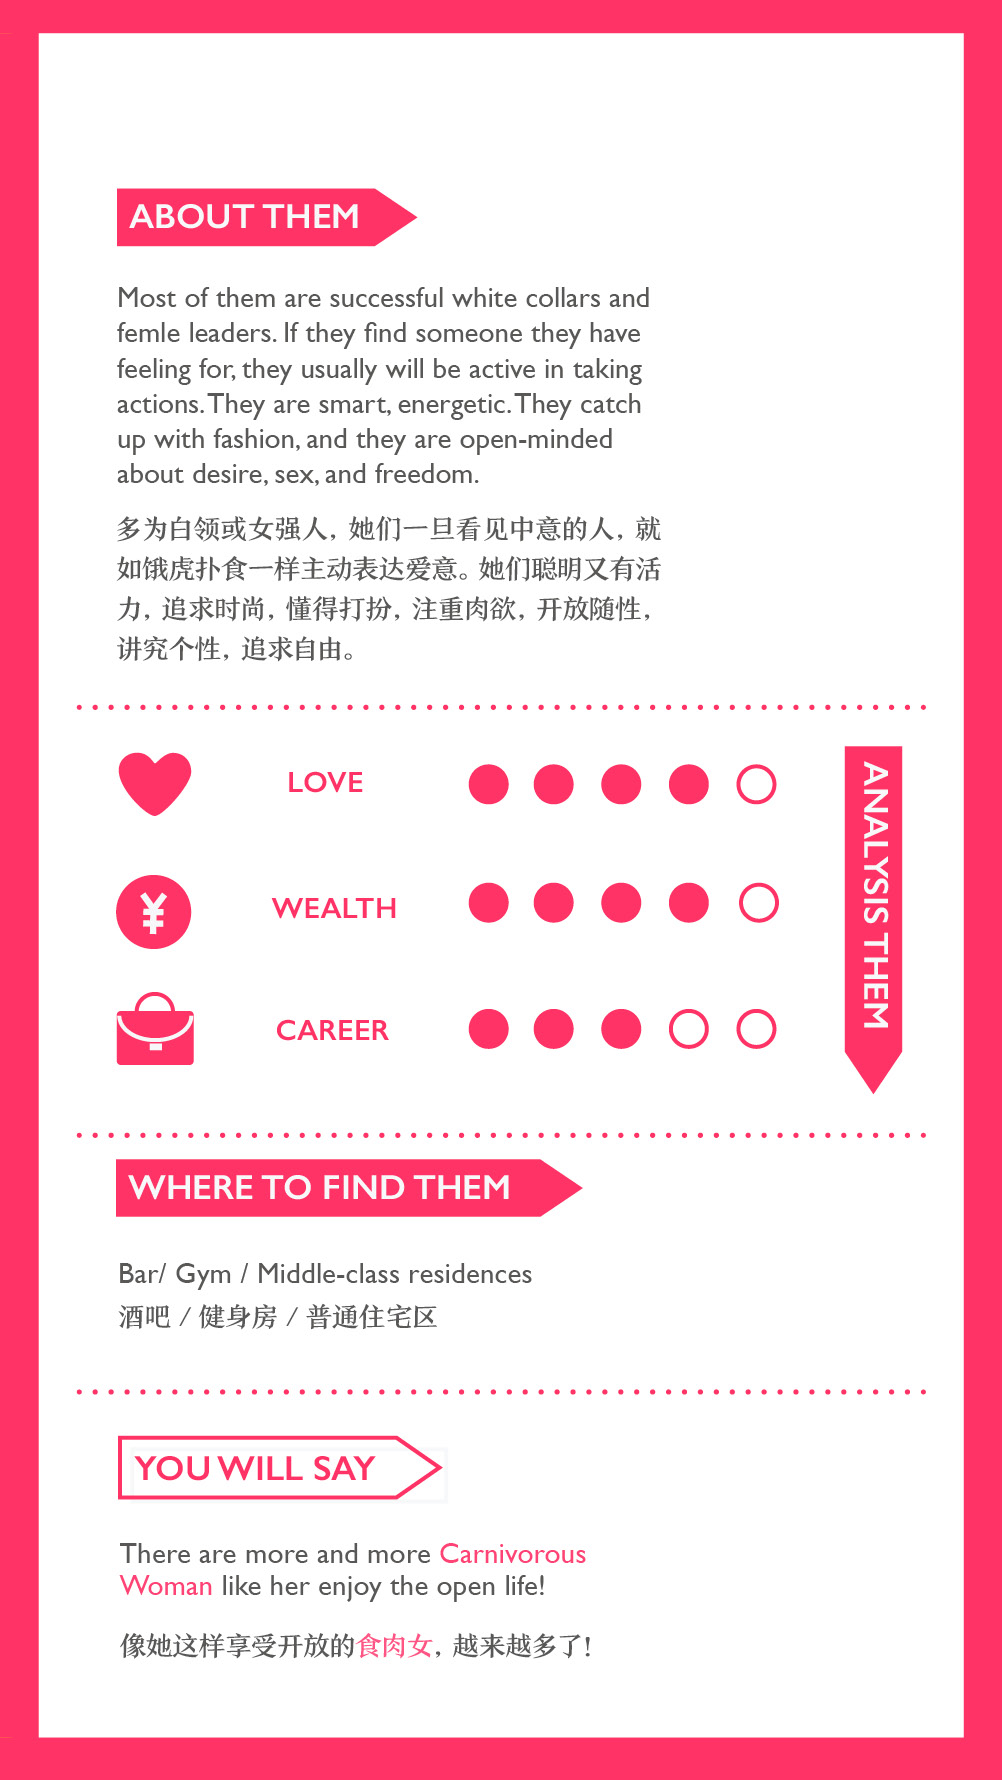 ABOUT THEM
Most of them are successful white collars and
femle leaders. If they find someone they have
feeling for, they usually will be active in taking
actions. They are smart, energetic. They catch
up with fashion, and they are open-minded
about desire, sex, and freedom.
多为白领或女强人，她们一旦看见中意的人，就
如饿虎扑食一样主动表达爱意。她们聪明又有活
力，追求时尚，懂得打扮，注重肉欲，开放随性，
讲究个性，追求自由。
LOVE
¥ WEALTH
CAREER
ANALYSIS THEM
WHERE TO FIND THEM
Bar/ Gym / Middle-class residences
酒吧 / 健身房 / 普通住宅区
YOU WILL SAY
There are more and more Carnivorous
Woman like her enjoy the open life!
像她这样享受开放的食肉女，越来越多了！